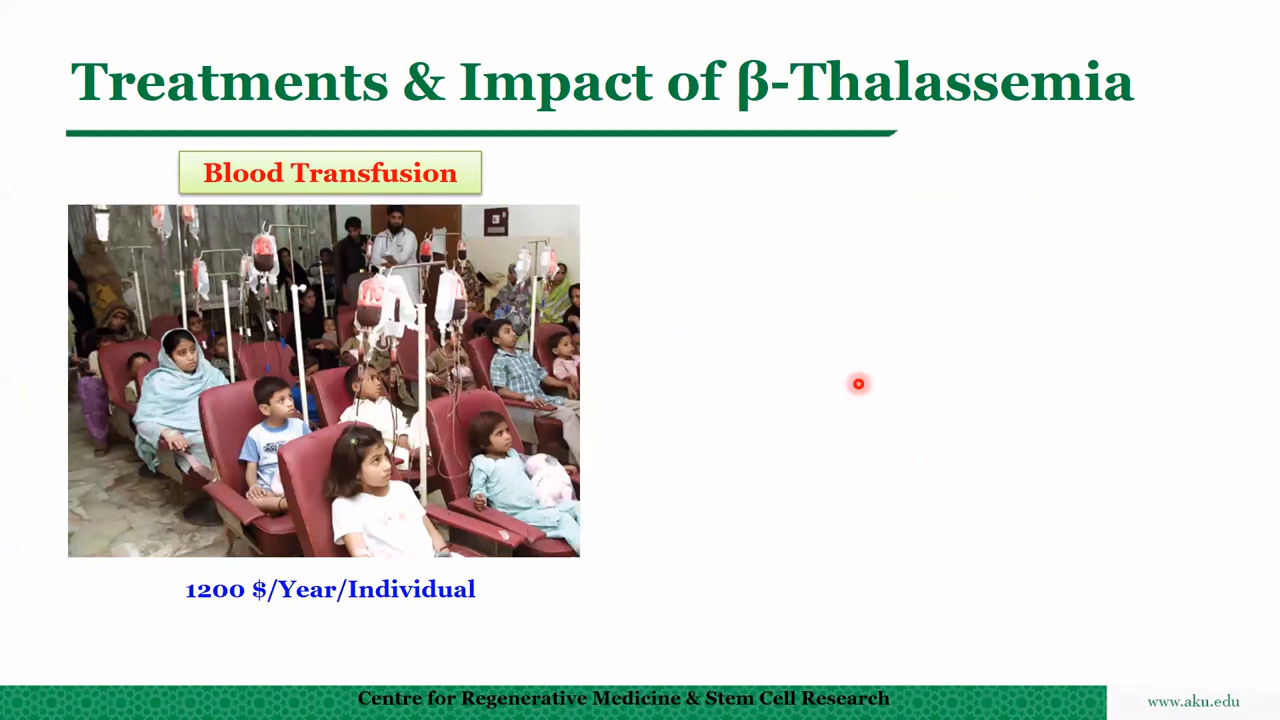 Treatments & Impact of β-Thalassemia
Blood Transfusion
1200 $/Year/Individual
Centre for Regenerative Medicine & Stem Cell Research
www.aku.edu